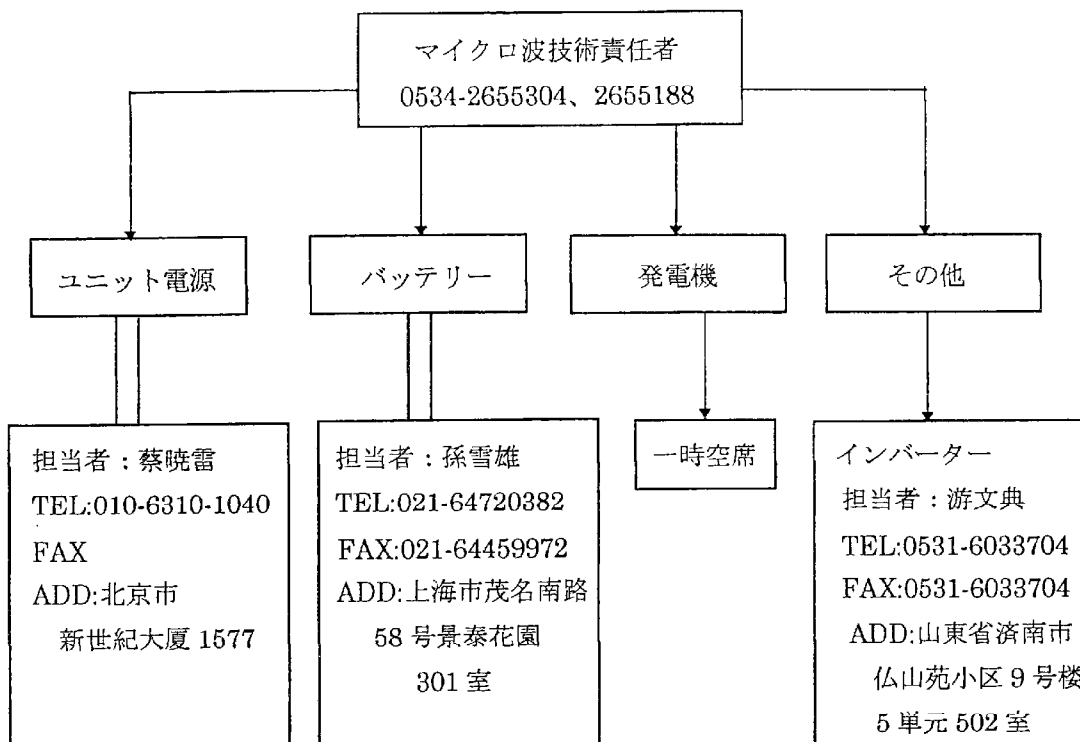 マイクロ波技術責任者
0534-2655304、2655188
ユニット電源
バッテリー
発電機
その他
担当者：蔡暁雷
TEL:010-6310-1040
FAX
ADD:北京市
新世紀大厦 1577
担当者：孫雪雄
TEL:021-64720382
FAX:021-64459972
ADD:上海市茂名南路
58 号景泰花園
301 室
一時空席
インバーター
担当者：游文典
TEL:0531-6033704
FAX:0531-6033704
ADD:山東省済南市
仏山苑小区 9 号楼
5 単元 502 室